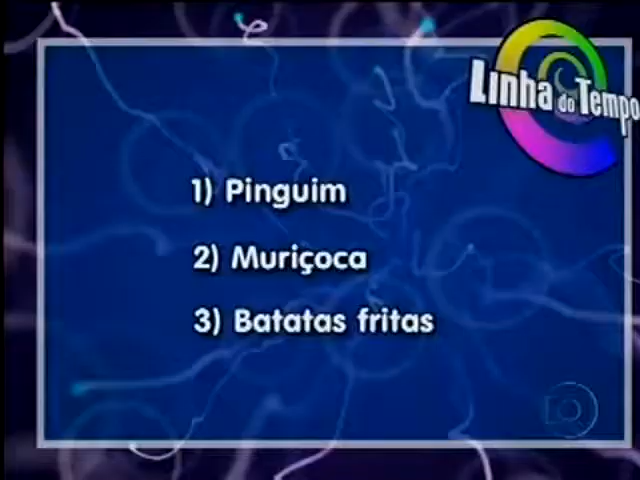 Linha do Tempo
1) Pinguim
2) Muriçoca
3) Batatas fritas